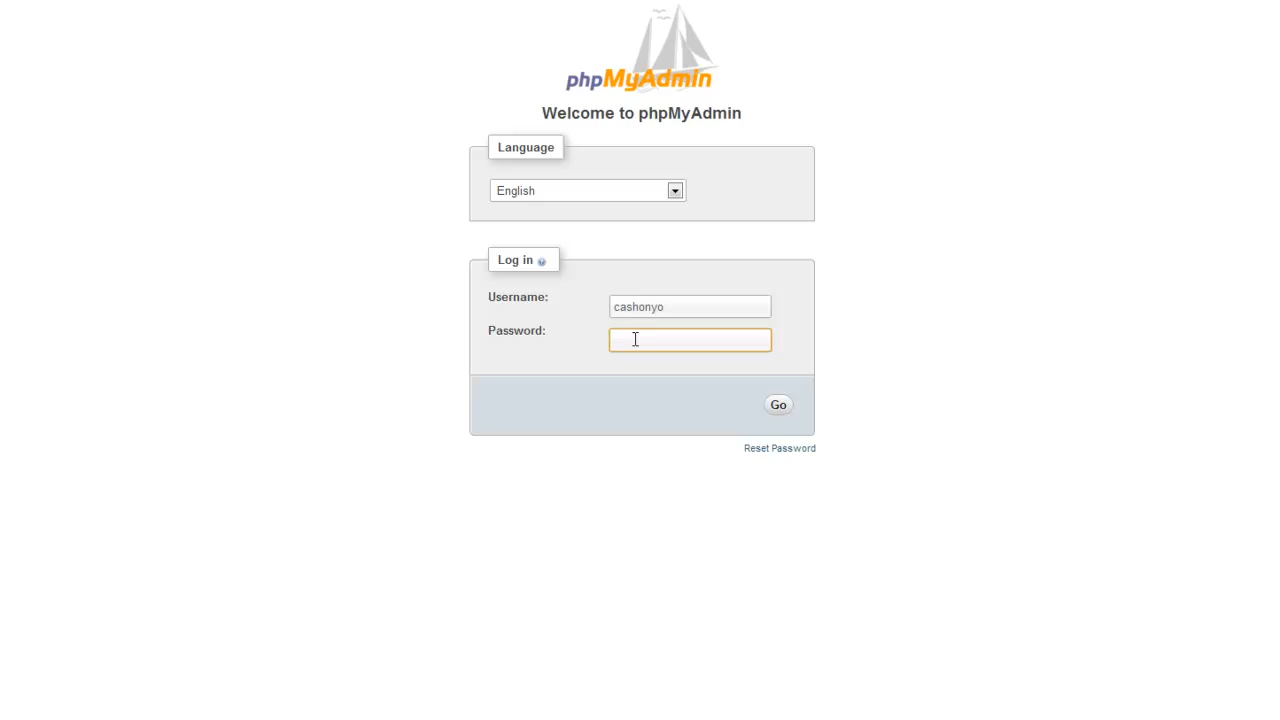 phpMyAdmin
Welcome to phpMyAdmin
Language
English
Log in
Username:
cashonyo
Password:
Go
Reset Password